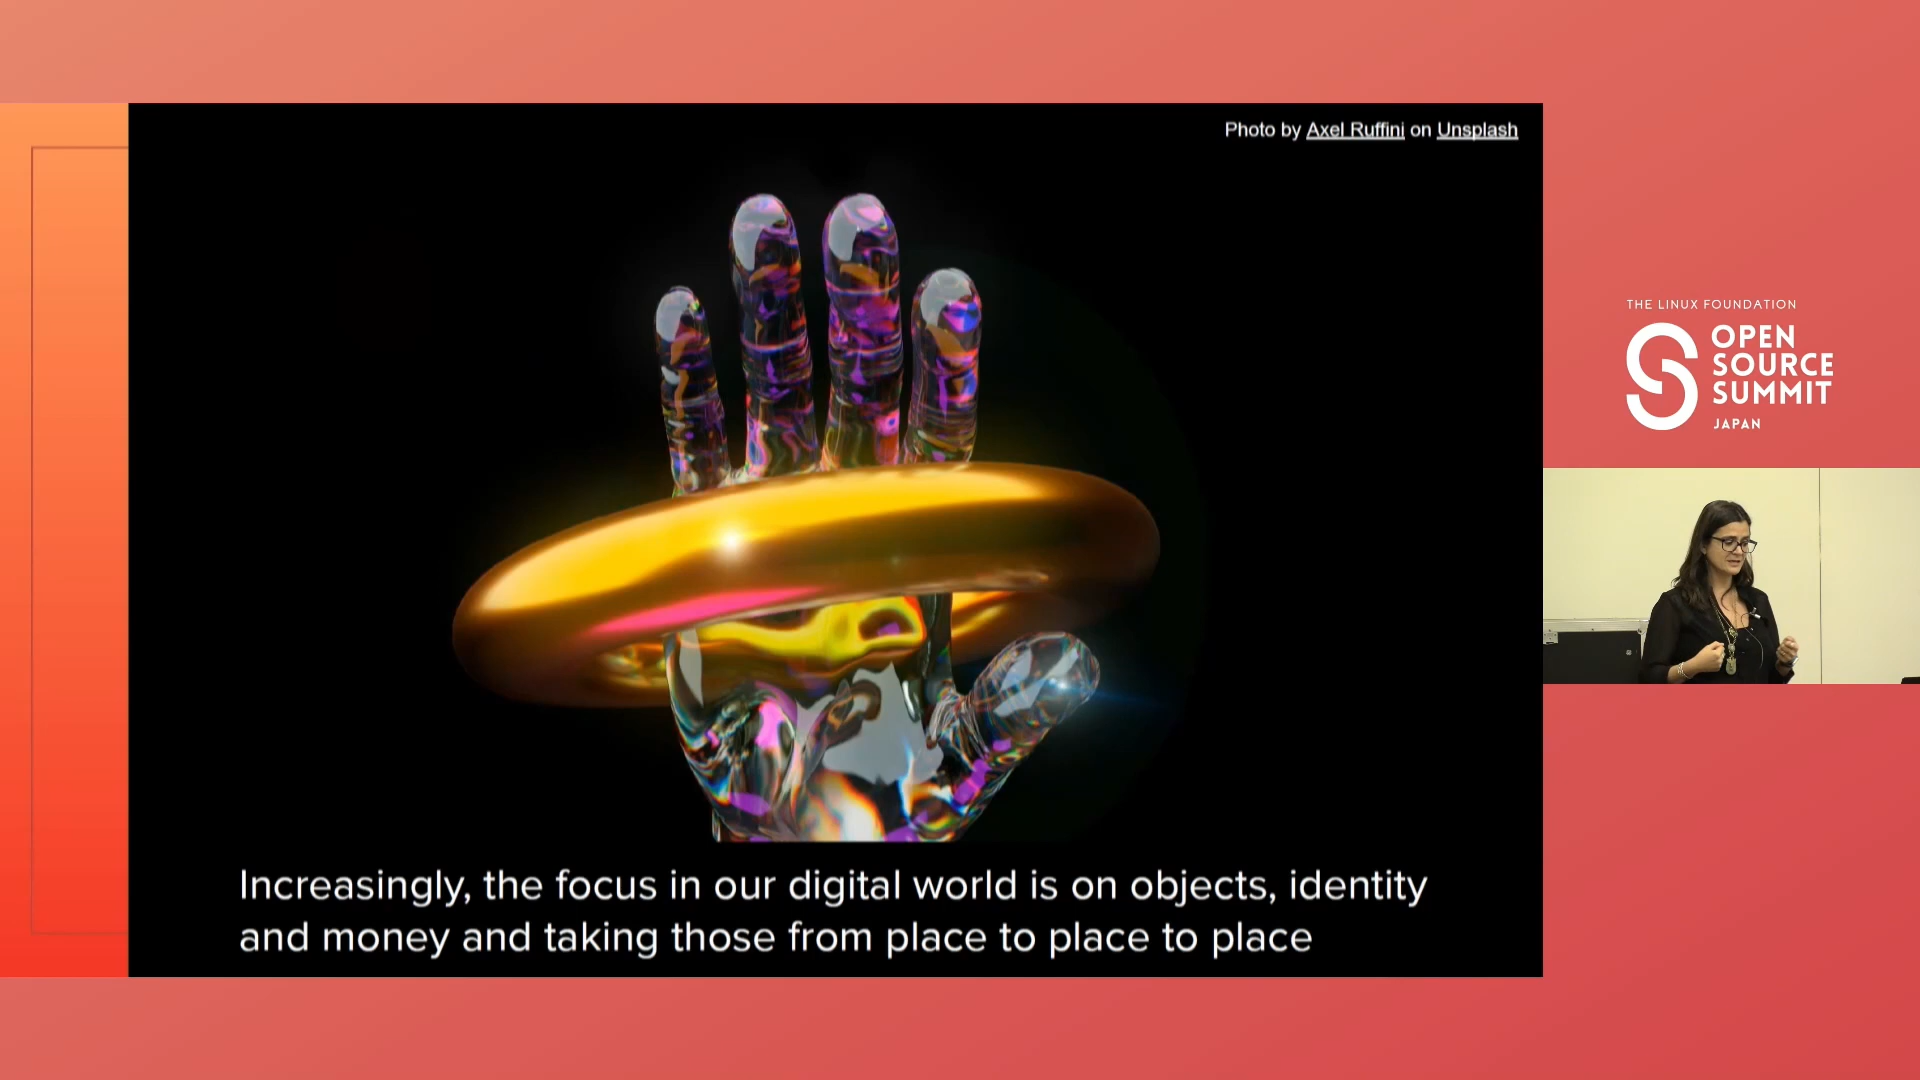 Photo by Axel Ruffini on Unsplash
THE LINUX FOUNDATION
OPEN
SOURCE
SUMMIT
JAPAN
Increasingly, the focus in our digital world is on objects, identity
and money and taking those from place to place to place